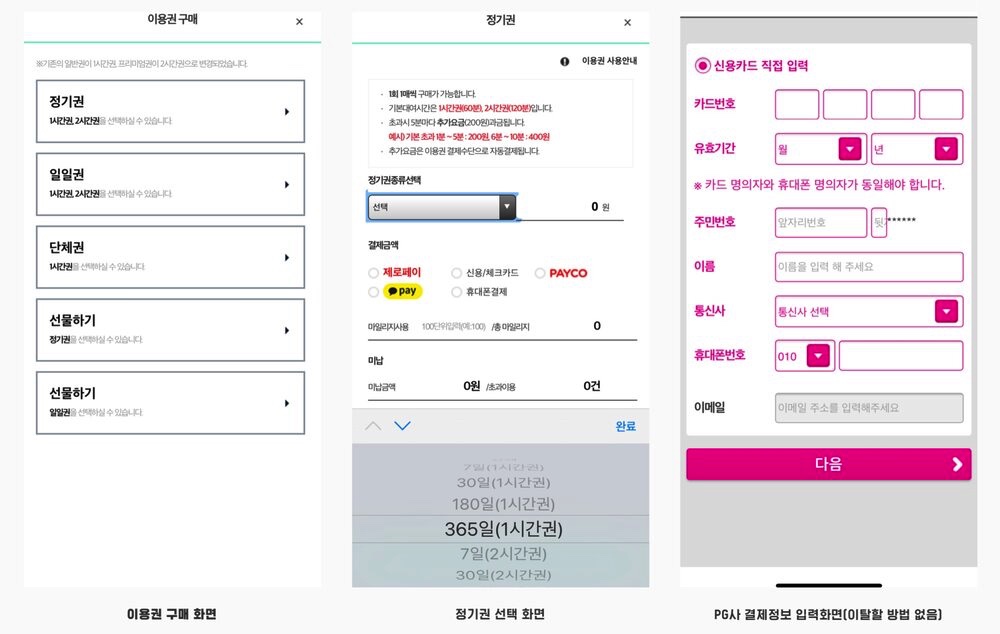 이용권 구매
×
※기존의 일반권이 1시간권, 프리미엄권이 2시간권으로 변경되었습니다.
정기권
1시간권, 2시간권을 선택하실 수 있습니다.
일일권
1시간권, 2시간권을 선택하실 수 있습니다.
단체권
1시간권을 선택하실 수 있습니다.
선물하기
정기권을 선택하실 수 있습니다.
선물하기
일일권을 선택하실 수 있습니다.
이용권 구매 화면
정기권
×
이용권 사용안내
· 1회 1매씩 구매가 가능합니다.
· 기본대여시간은 1시간권(60분), 2시간권(120분)입니다.
· 초과시 5분마다 추가요금(200원)과금됩니다.
예시) 기본 초과 1분 ~ 5분 : 200원, 6분 ~ 10분 : 400원
· 추가요금은 이용권 결제수단으로 자동결제됩니다.
정기권종류선택
선택
0 원
결제금액
제로페이 신용/체크카드 PAYCO
pay 휴대폰결제
마일리지사용 100단위입력(예:100) /총 마일리지 0
미납
미납금액 0원 /초과이용 0건
완료
7일(1시간권)
30일(1시간권)
180일(1시간권)
365일(1시간권)
7일(2시간권)
30일(2시간권)
정기권 선택 화면
신용카드 직접 입력
카드번호
유효기간 월 년
※ 카드 명의자와 휴대폰 명의자가 동일해야 합니다.
주민번호 앞자리번호 ******
이름 이름을 입력 해 주세요
통신사 통신사 선택
휴대폰번호 010
이메일 이메일 주소를 입력해주세요
다음
PG사 결제정보 입력화면(이탈할 방법 없음)